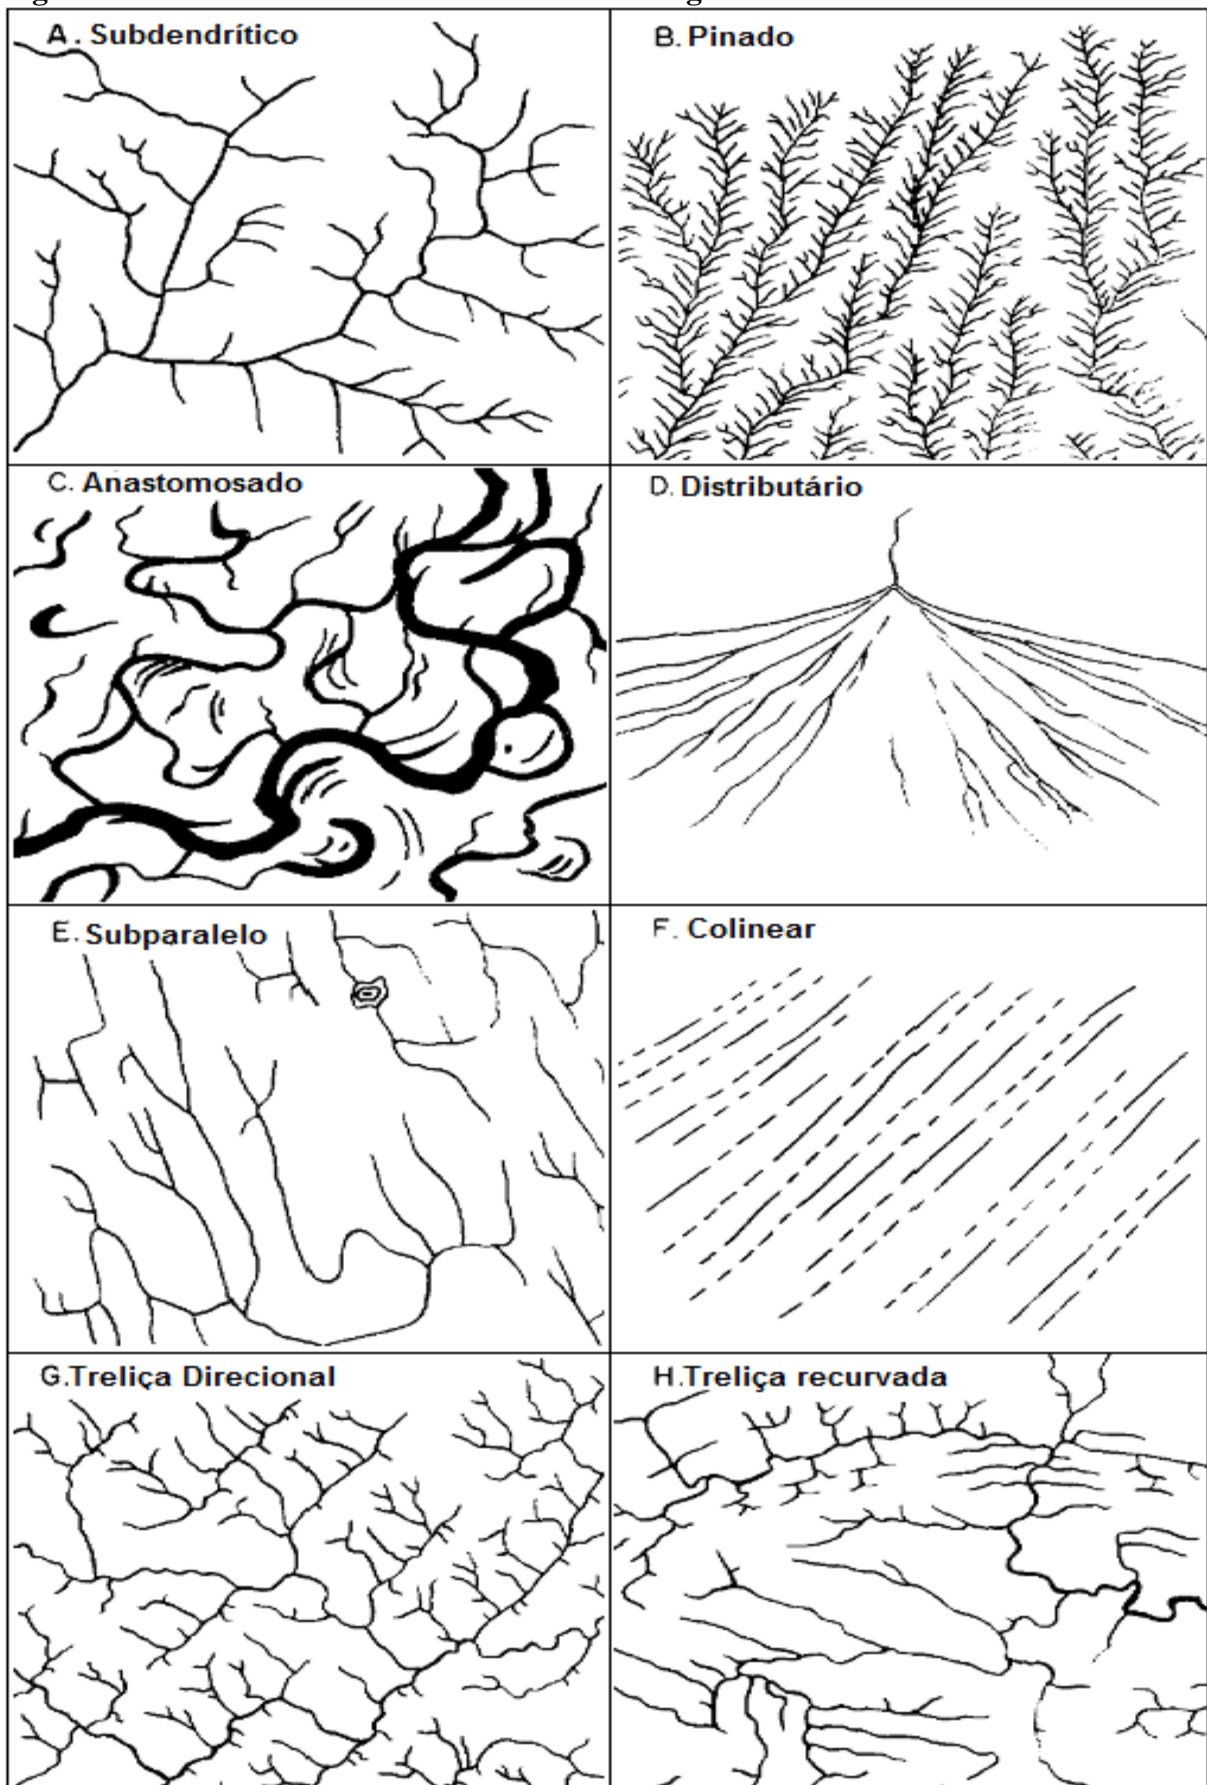 A. Subdendrítico
B. Pinado
C. Anastomosado
D. Distributário
E. Subparalelo
F. Colinear
G.Treliça Direcional
H.Treliça recurvada